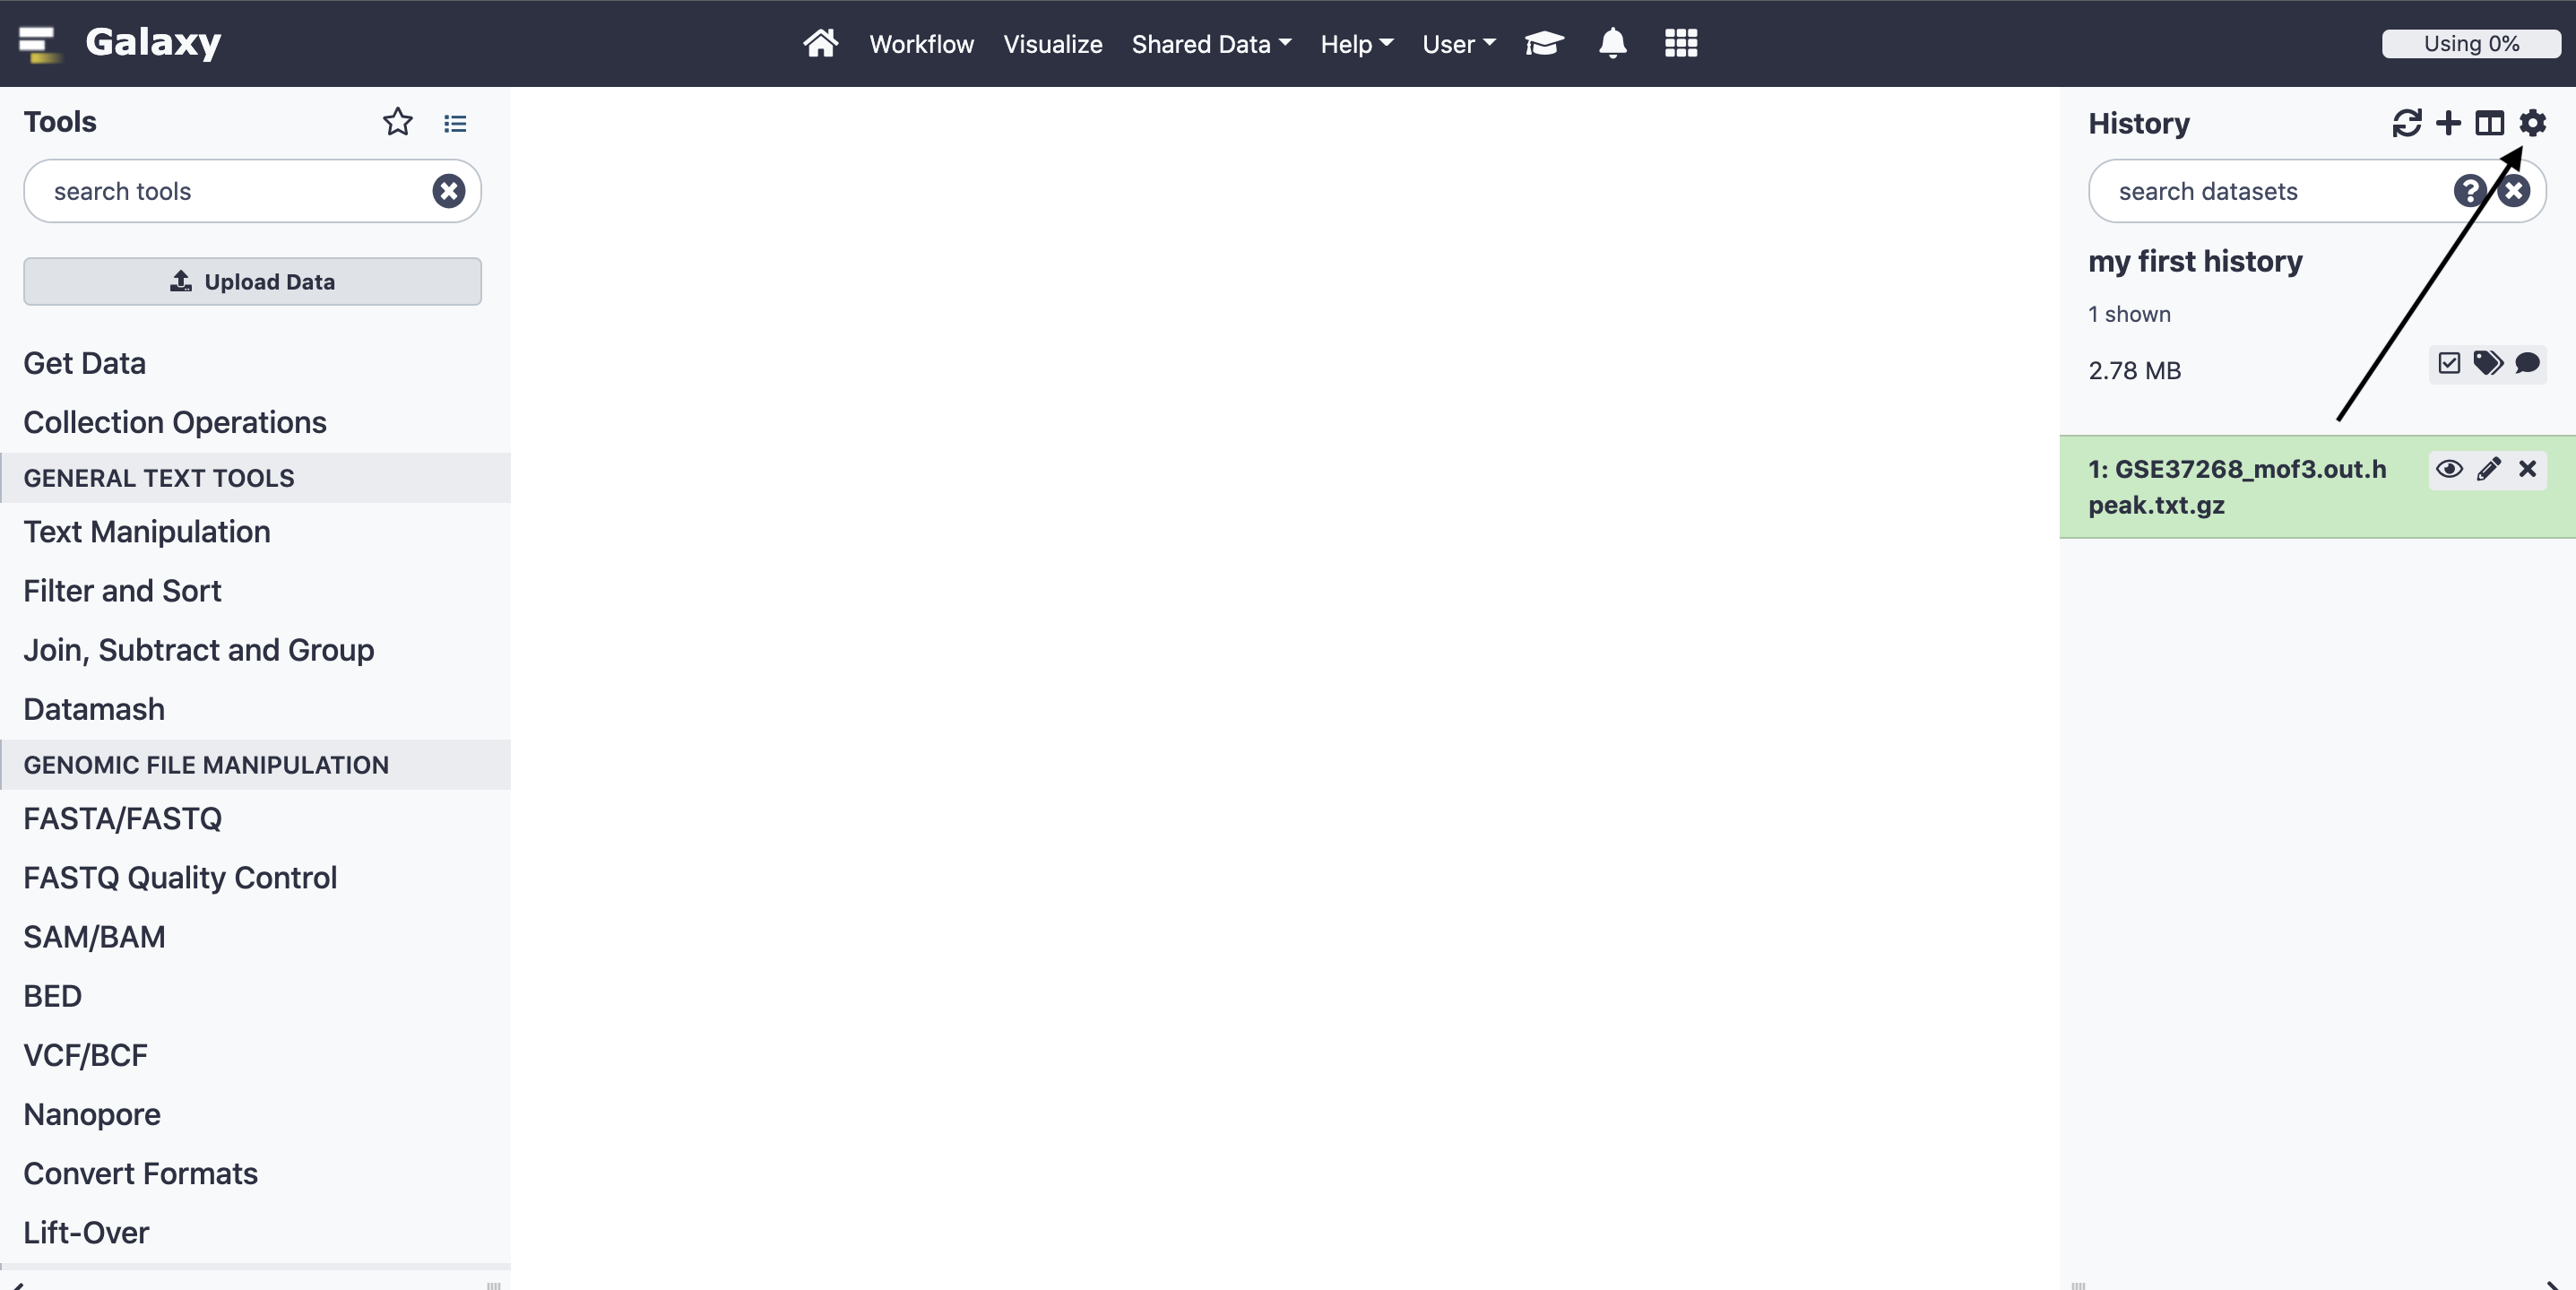 Galaxy
Workflow Visualize Shared Data Help User
Using 0%
Tools
search tools
Upload Data
Get Data
Collection Operations
GENERAL TEXT TOOLS
Text Manipulation
Filter and Sort
Join, Subtract and Group
Datamash
GENOMIC FILE MANIPULATION
FASTA/FASTQ
FASTQ Quality Control
SAM/BAM
BED
VCF/BCF
Nanopore
Convert Formats
Lift-Over
History
search datasets
my first history
1 shown
2.78 MB
1: GSE37268_mof3.out.h
peak.txt.gz